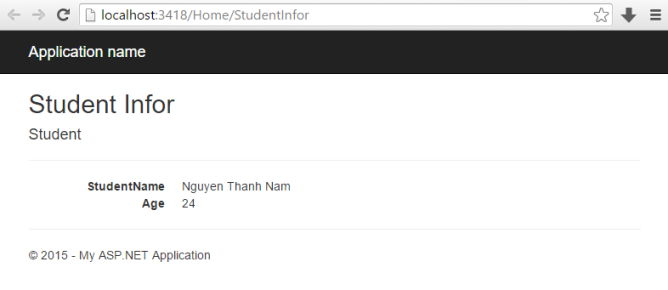 localhost:3418/Home/StudentInfor
Application name
Student Infor
Student
StudentName Nguyen Thanh Nam
Age 24
© 2015 - My ASP.NET Application